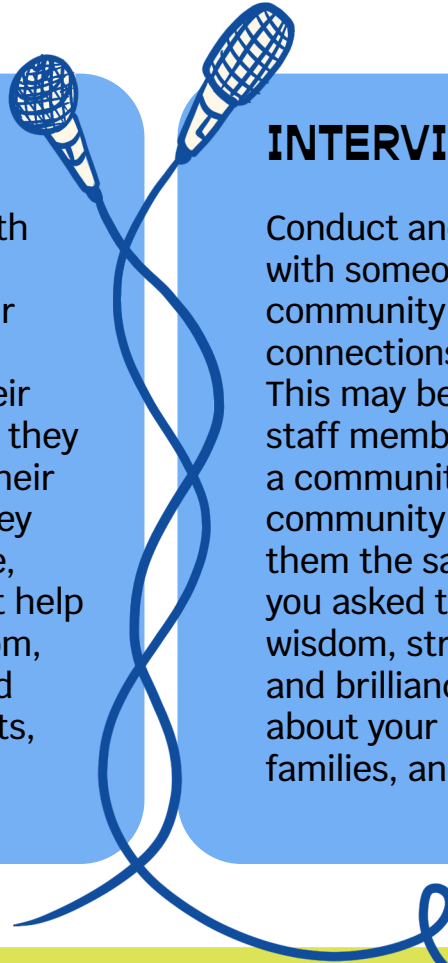 th
r
eir
they
heir
ey
e,
t help
om,
d
ts,
INTERVI
Conduct an
with someo
community
connections
This may be
staff memb
a communit
community
them the sa
you asked t
wisdom, str
and brillianc
about your
families, an